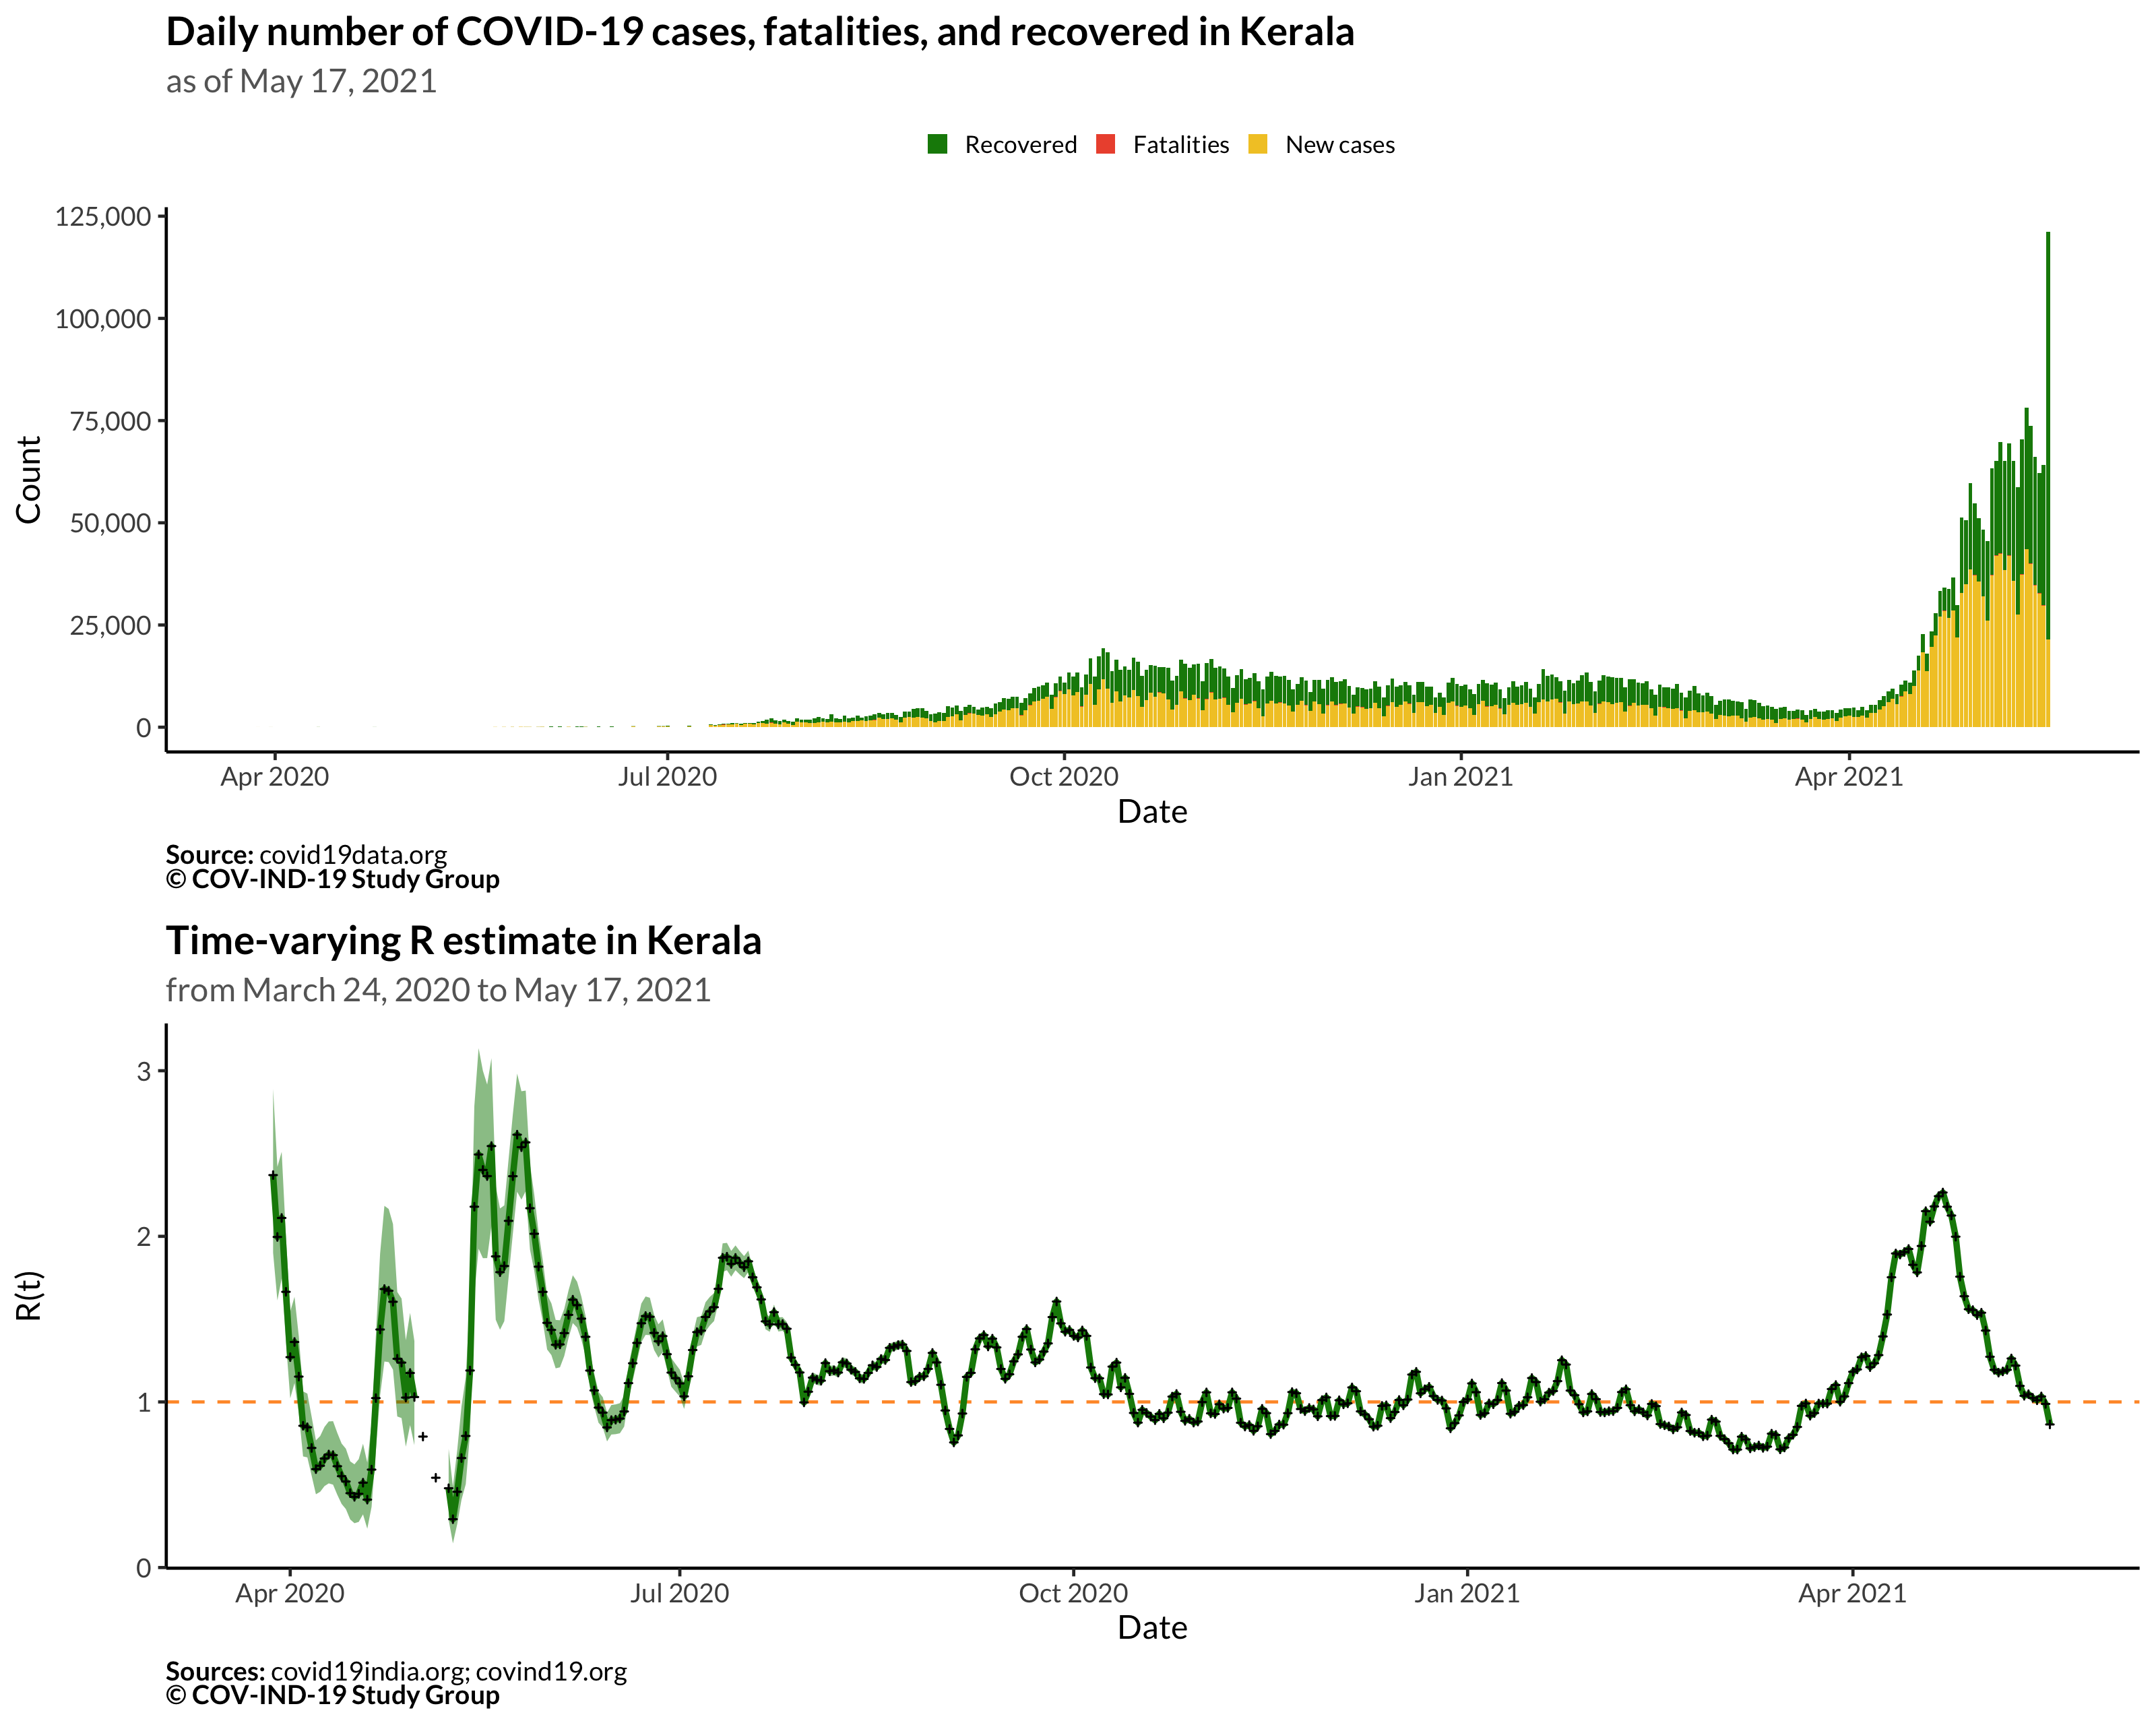 Daily number of COVID-19 cases, fatalities, and recovered in Kerala
as of May 17, 2021
Recovered Fatalities New cases
125,000
100,000
75,000
50,000
25,000
0
Count
Apr 2020 Jul 2020 Oct 2020 Jan 2021 Apr 2021
Date
Source: covid19data.org
© COV-IND-19 Study Group
Time-varying R estimate in Kerala
from March 24, 2020 to May 17, 2021
3
2
1
0
R(t)
Apr 2020 Jul 2020 Oct 2020 Jan 2021 Apr 2021
Date
Sources: covid19india.org; covind19.org
© COV-IND-19 Study Group